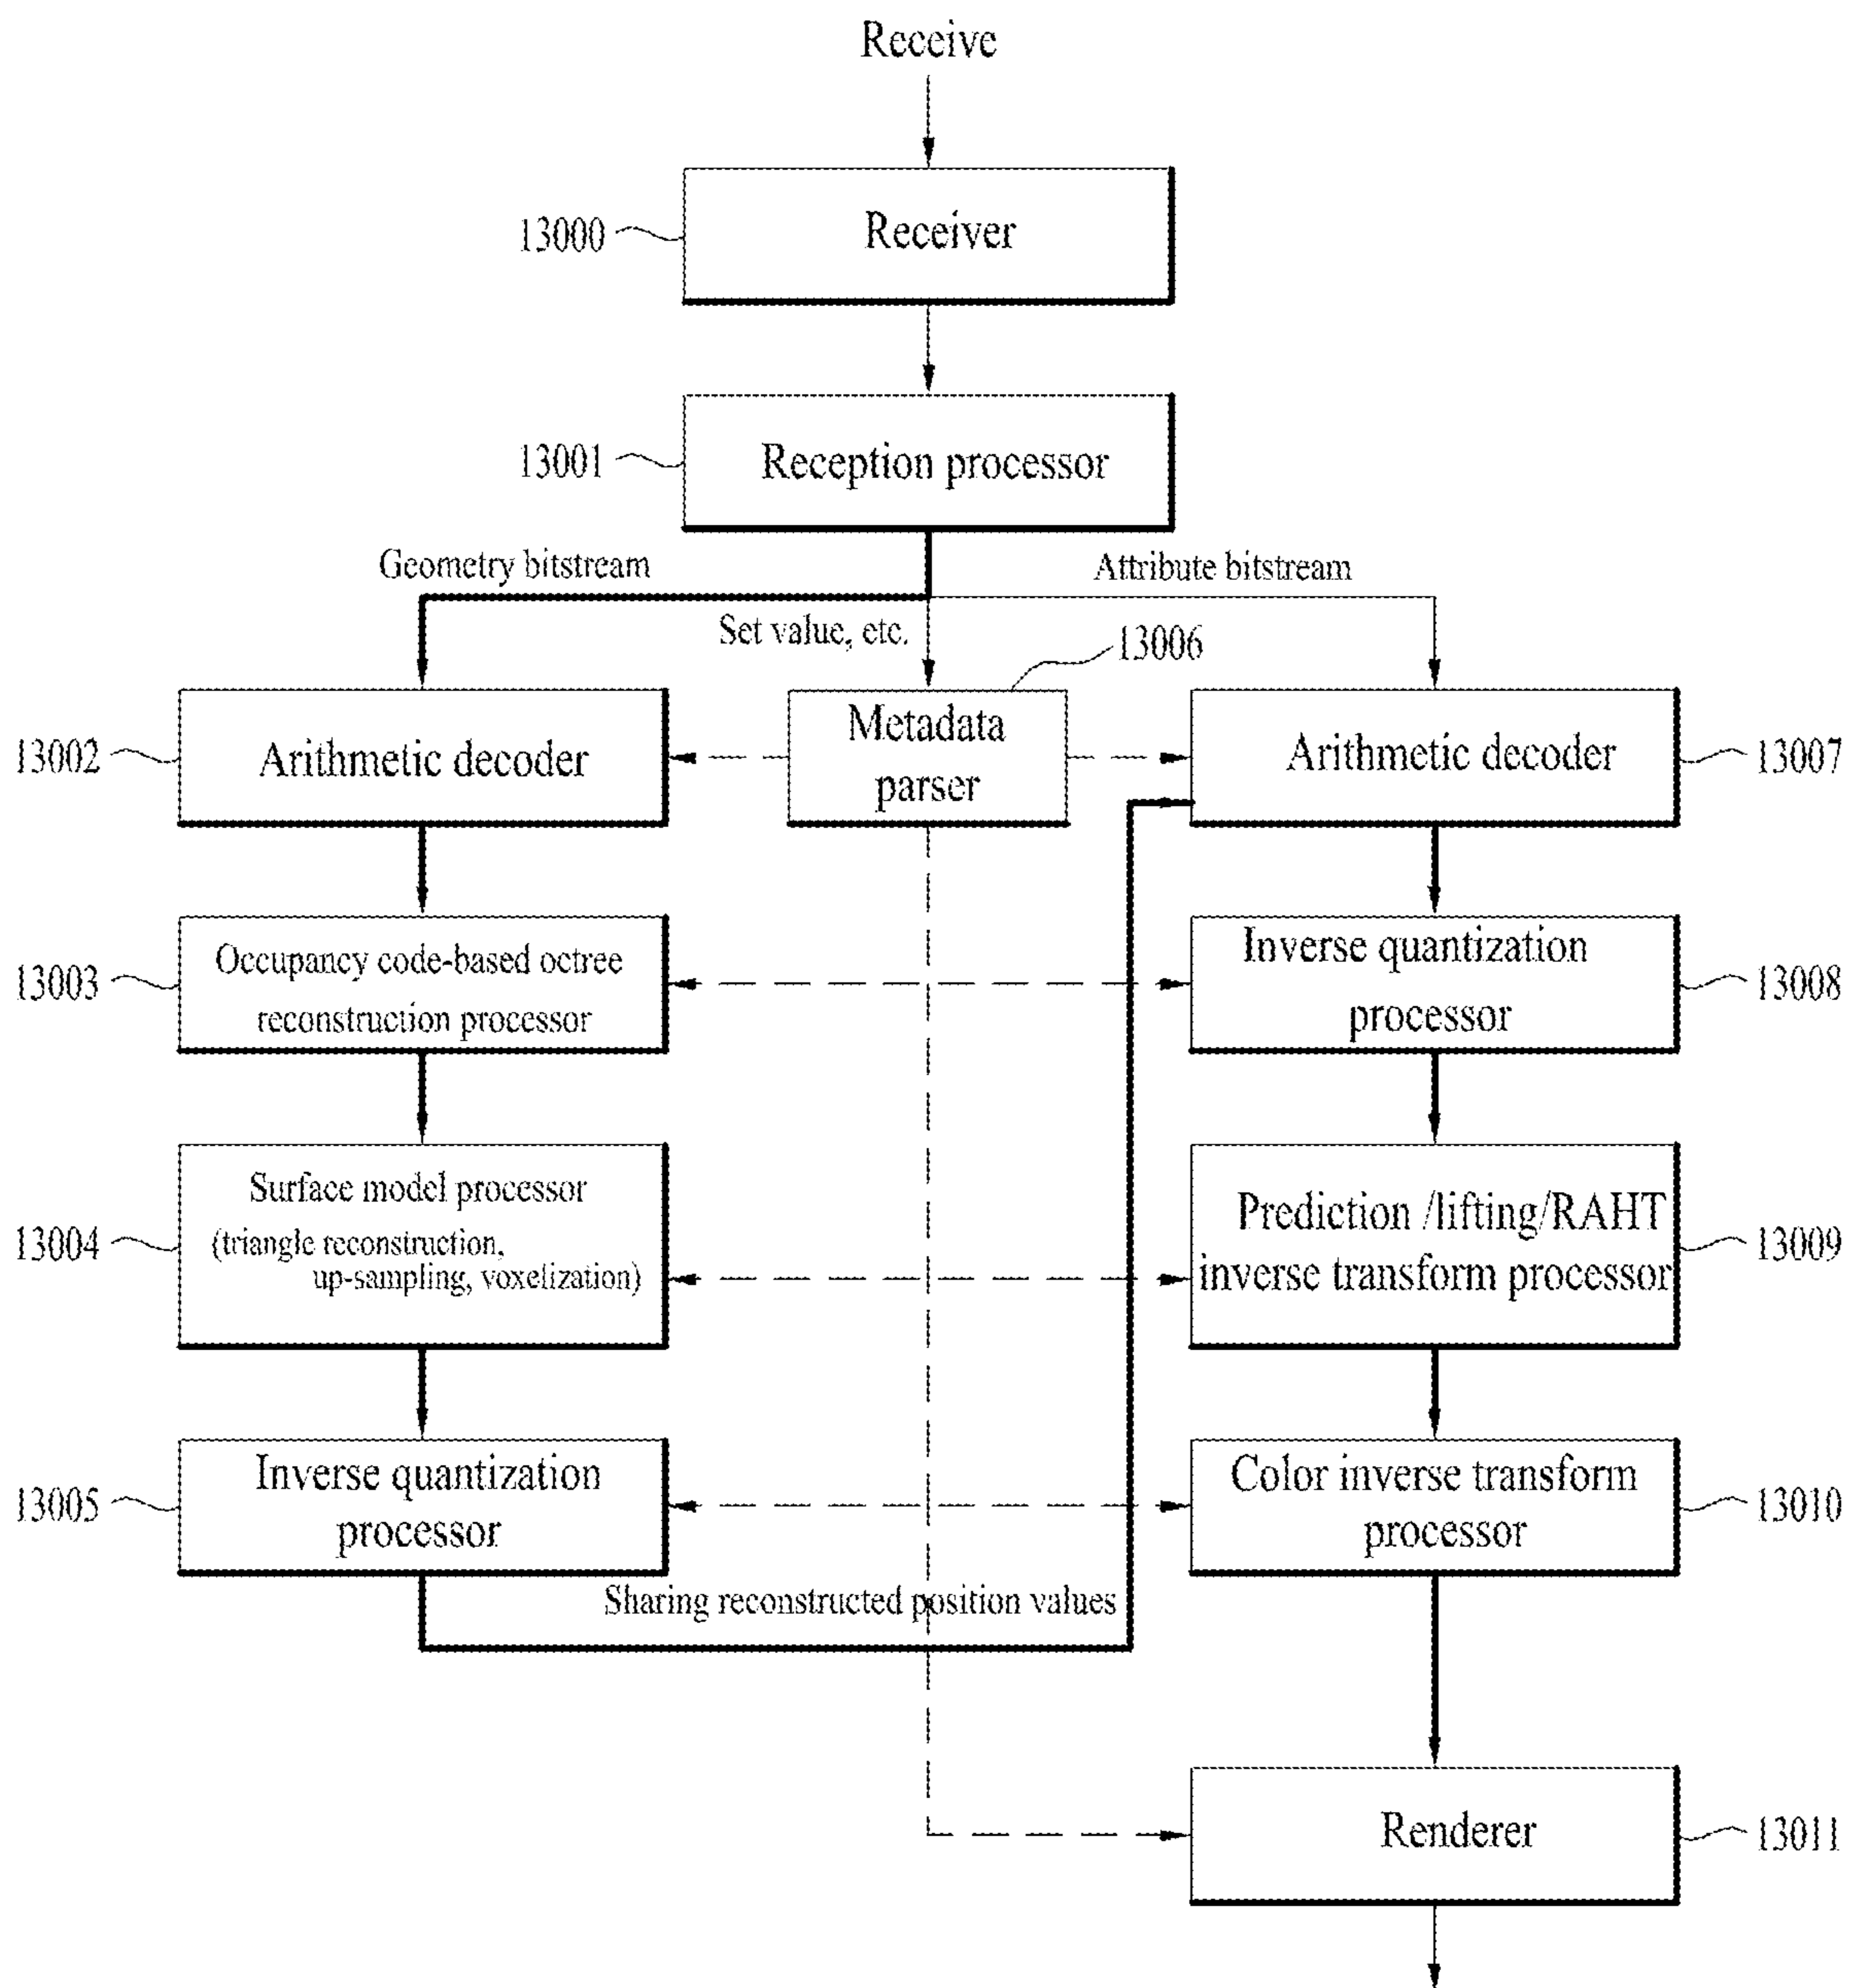 Receive
13000
Receiver
13001
Reception processor
Geometry bitstream
Attribute bitstream
Set value, etc.
13006
13002
Arithmetic decoder
Metadata
parser
Arithmetic decoder
13007
13003
Occupancy code-based octree
reconstruction processor
Inverse quantization
processor
13008
13004
Surface model processor
(triangle reconstruction,
up-sampling, voxelization)
Prediction /lifting/RAHT
inverse transform processor
13009
13005
Inverse quantization
processor
Color inverse transform
processor
13010
Sharing reconstructed position values
Renderer
13011